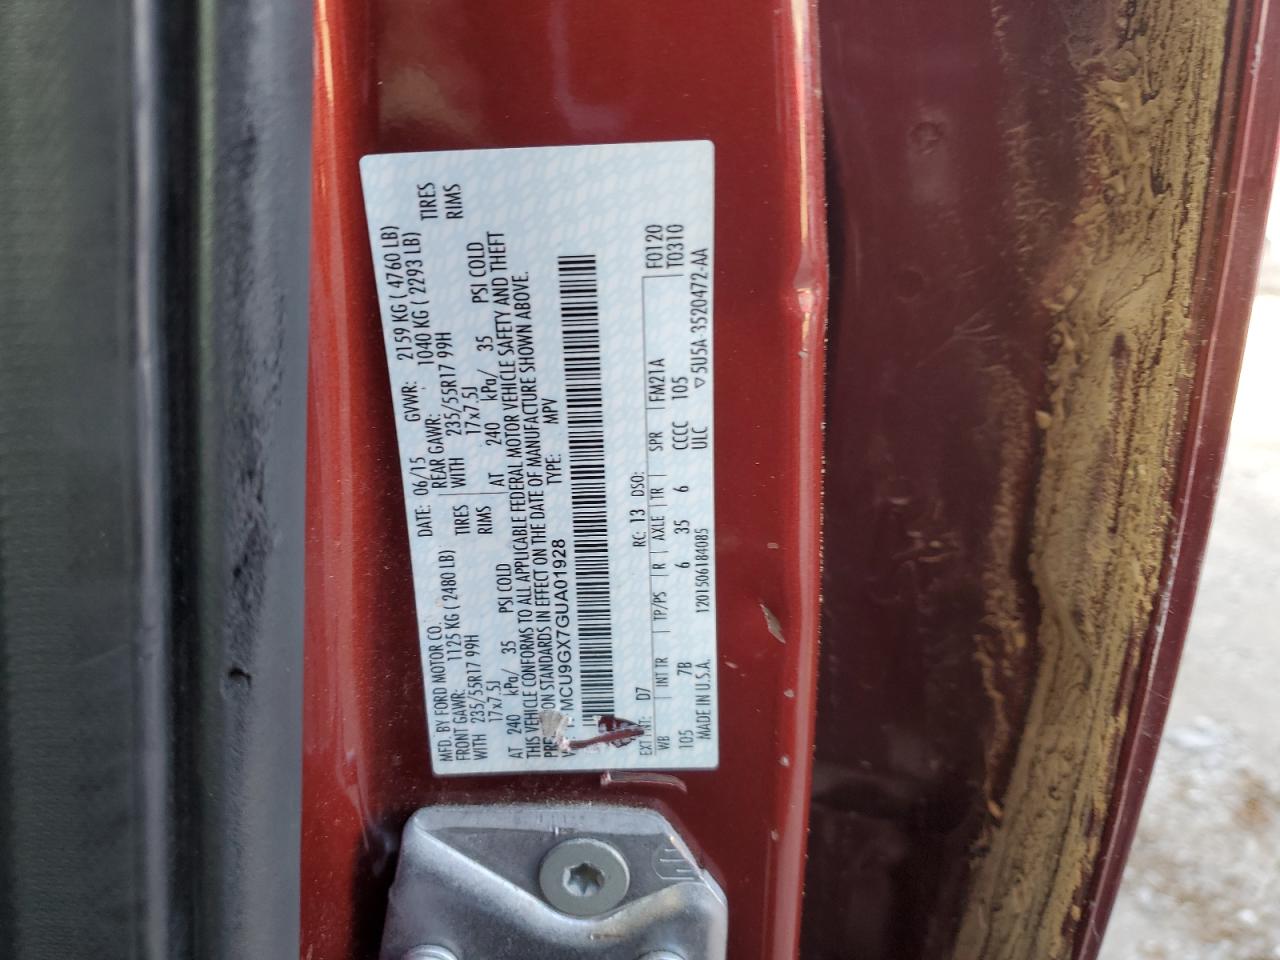 MFD. BY FORD MOTOR CO.
DATE: 06/15 GVWR: 2159 KG ( 4760 LB)
FRONT GAWR: 1125 KG ( 2480 LB)
REAR GAWR: 1040 KG ( 2293 LB)
WITH 235/55R17 99H TIRES
WITH 235/55R17 99H TIRES
17x7.5J RIMS
17x7.5J RIMS
AT 240 kPa/ 35 PSI COLD
AT 240 kPa/ 35 PSI COLD
THIS VEHICLE CONFORMS TO ALL APPLICABLE FEDERAL MOTOR VEHICLE SAFETY AND THEFT
ON STANDARDS IN EFFECT ON THE DATE OF MANUFACTURE SHOWN ABOVE.
MCU9GX7GUA01928 TYPE: MPV
EXT PNT: D7 RC: 13 DSO: F0120
WB INT TR TP/PS R AXLE TR SPR FM21A T0310
105 7B 6 35 6 CCCC 105
MADE IN U.S.A. 1201506184085 ULC ▽5U5A-3520472-AA